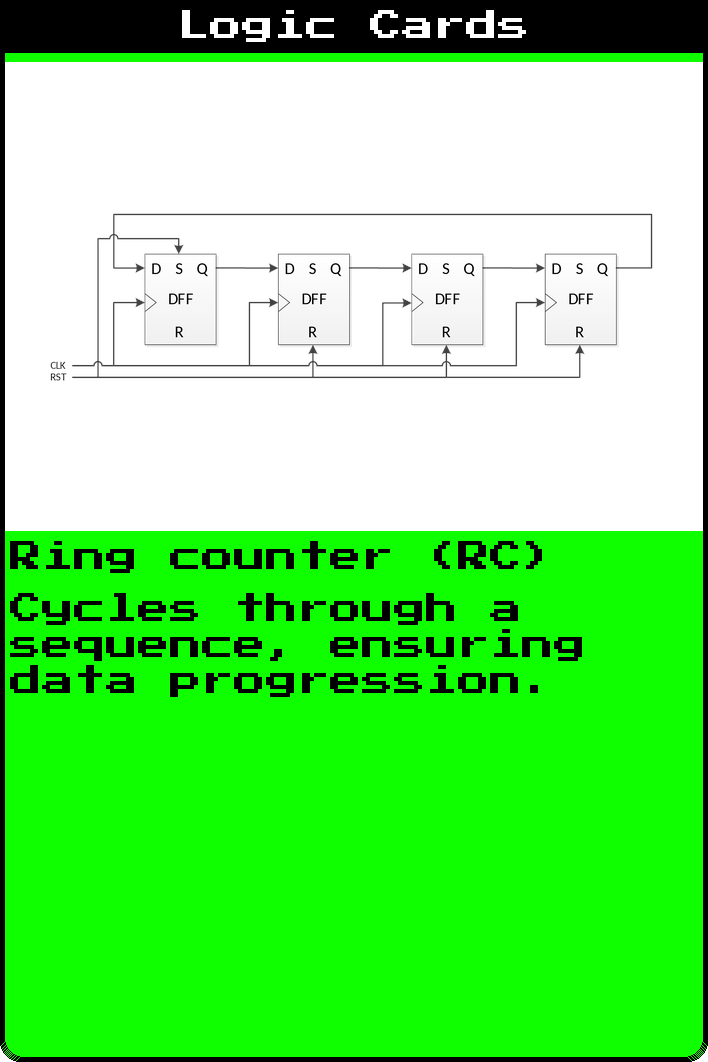 Logic Cards
D S Q D S Q D S Q D S Q
DFF DFF DFF DFF
R R R R
CLK
RST
Ring counter (RC)
Cycles through a
sequence, ensuring
data progression.